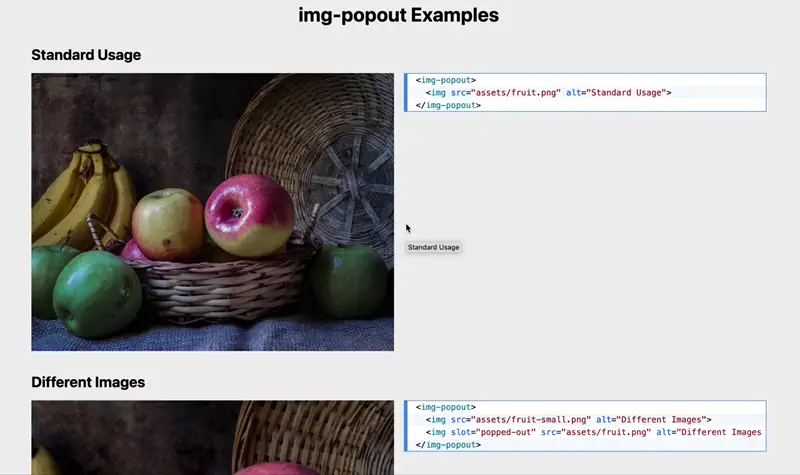 img-popout Examples
Standard Usage
<img-popout>
<img src="assets/fruit.png" alt="Standard Usage">
</img-popout>
Standard Usage
Different Images
<img-popout>
<img src="assets/fruit-small.png" alt="Different Images">
<img slot="popped-out" src="assets/fruit.png" alt="Different Images
</img-popout>